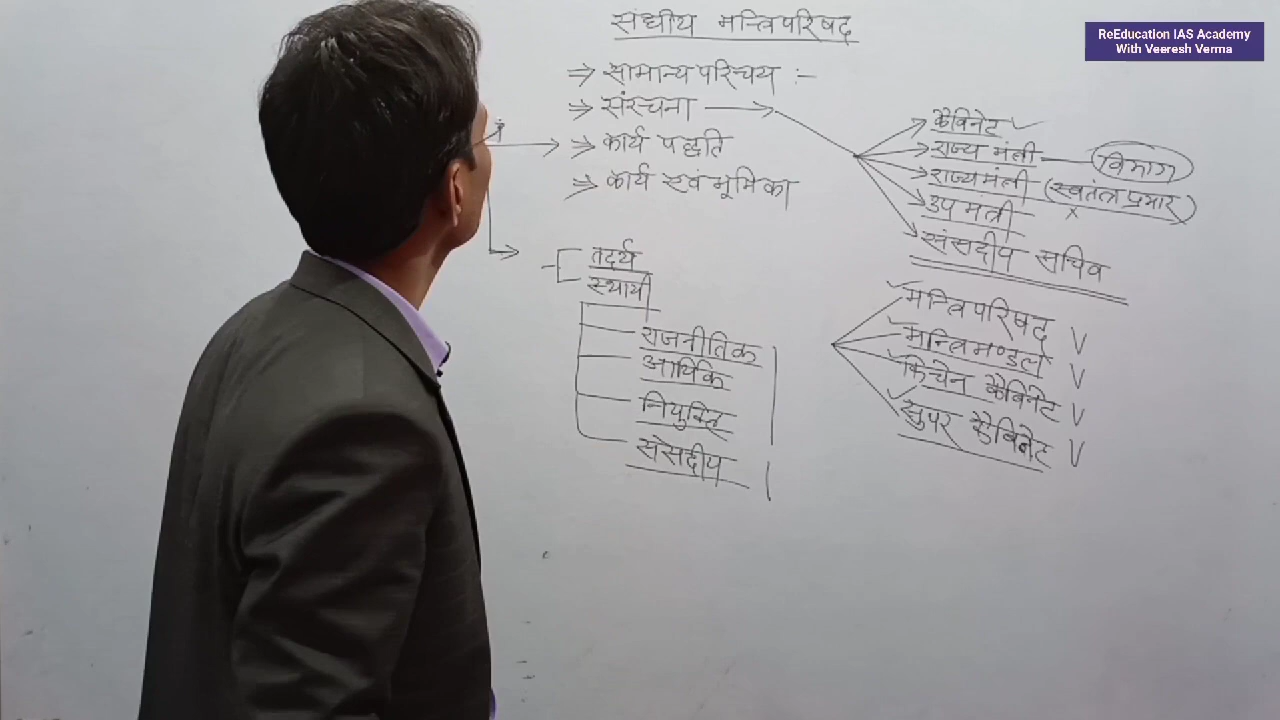 संघीय मन्त्रिपरिषद
ReEducation IAS Academy
With Veeresh Verma
⇒ सामान्य परिचय :-
⇒ संरचना
⇒ कार्य पद्धति
⇒ कार्य एवं भूमिका
कैबिनेट
राज्य मंत्री
विभाग
राज्यमंत्री (स्वतंत्र प्रभार)
उप मंत्री
संसदीय सचिव
तदर्थ
स्थायी
राजनीतिक
आर्थिक
नियुक्ति
संसदीय
मन्त्रिपरिषद
मन्त्रिमण्डल
किचेन कैबिनेट
सुपर कैबिनेट